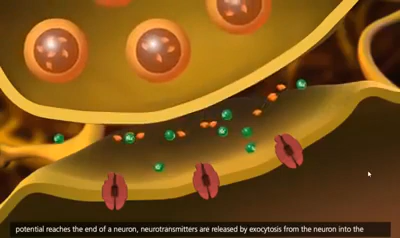 potential reaches the end of a neuron, neurotransmitters are released by exocytosis from the neuron into the